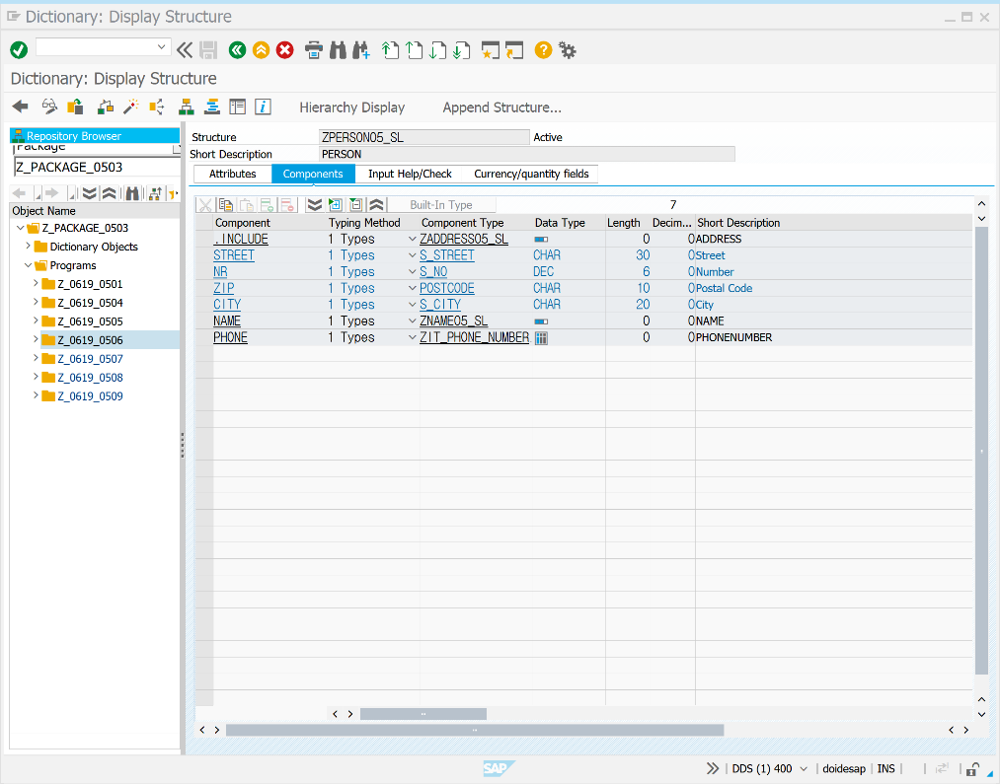 Dictionary: Display Structure
Dictionary: Display Structure
Hierarchy Display Append Structure...
Repository Browser
Package
Z_PACKAGE_0503
Object Name
Z_PACKAGE_0503
Dictionary Objects
Programs
Z_0619_0501
Z_0619_0504
Z_0619_0505
Z_0619_0506
Z_0619_0507
Z_0619_0508
Z_0619_0509
Structure ZPERSON05_SL Active
Short Description PERSON
Attributes Components Input Help/Check Currency/quantity fields
Built-In Type 7
Component Typing Method Component Type Data Type Length Decim... Short Description
.INCLUDE 1 Types ZADDRESS05_SL 0 0 ADDRESS
STREET 1 Types S_STREET CHAR 30 0 Street
NR 1 Types S_NO DEC 6 0 Number
ZIP 1 Types POSTCODE CHAR 10 0 Postal Code
CITY 1 Types S_CITY CHAR 20 0 City
NAME 1 Types ZNAME05_SL 0 0 NAME
PHONE 1 Types ZIT_PHONE_NUMBER 0 0 PHONENUMBER
SAP DDS (1) 400 doidesap INS